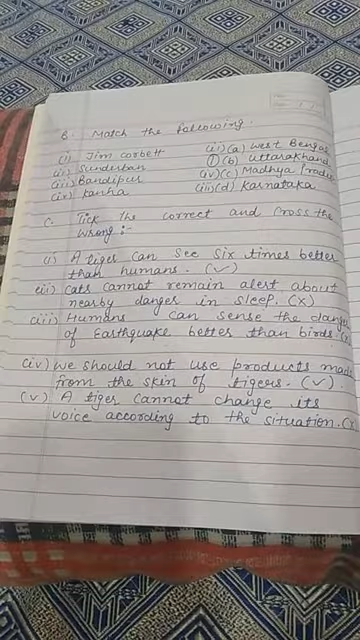 B. Match the following.
(i) Jim corbett (ii) (a) West Bengal
(ii) Sunderban (i) (b) Uttarakhand
(iii) Bandipur (iv) (c) Madhya Prades
(iv) Kanha (iii) (d) Karnataka
C. Tick the correct and cross the
wrong :-
(i) A tiger can see six times better
than humans. (✓)
(ii) cats cannot remain alert about
nearby danger in sleep. (x)
(iii) Humans can sense the danger
of Earthquake better than birds. (x)
(iv) we should not use products made
from the skin of tigers. (✓).
(v) A tiger cannot change its
voice according to the situation. (x)